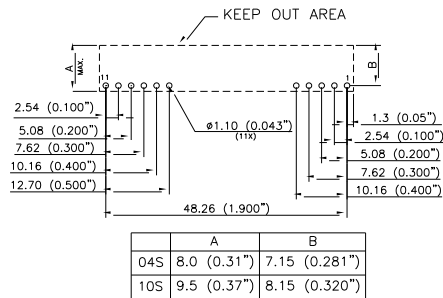 KEEP OUT AREA
A
MAX.
B
11
1
2.54 (0.100")
5.08 (0.200")
7.62 (0.300")
10.16 (0.400")
12.70 (0.500")
ø1.10 (0.043")
(11X)
1.3 (0.05")
2.54 (0.100")
5.08 (0.200")
7.62 (0.300")
10.16 (0.400")
48.26 (1.900")
A B
04S 8.0 (0.31") 7.15 (0.281")
10S 9.5 (0.37") 8.15 (0.320")